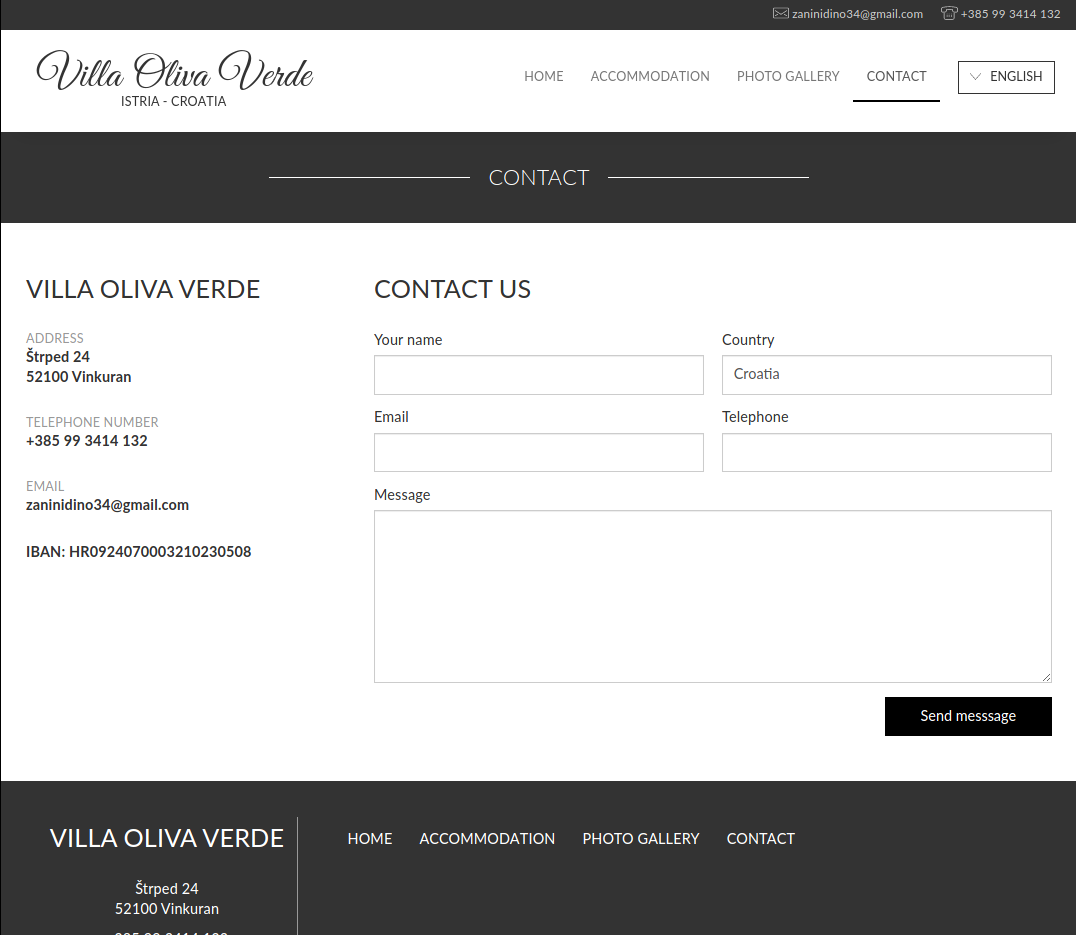 zaninidino34@gmail.com +385 99 3414 132
Villa Oliva Verde
ISTRIA - CROATIA
HOME ACCOMMODATION PHOTO GALLERY CONTACT ENGLISH
CONTACT
VILLA OLIVA VERDE
ADDRESS
Štrped 24
52100 Vinkuran
TELEPHONE NUMBER
+385 99 3414 132
EMAIL
zaninidino34@gmail.com
IBAN: HR0924070003210230508
CONTACT US
Your name Country
Croatia
Email Telephone
Message
Send messsage
VILLA OLIVA VERDE
HOME ACCOMMODATION PHOTO GALLERY CONTACT
Štrped 24
52100 Vinkuran